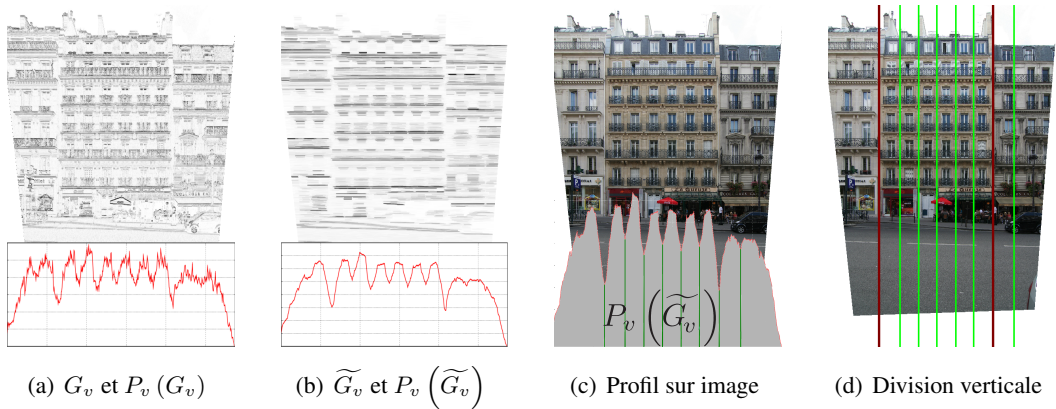 P_v (G̃_v)
(a) G_v et P_v (G_v)
(b) G̃_v et P_v (G̃_v)
(c) Profil sur image
(d) Division verticale